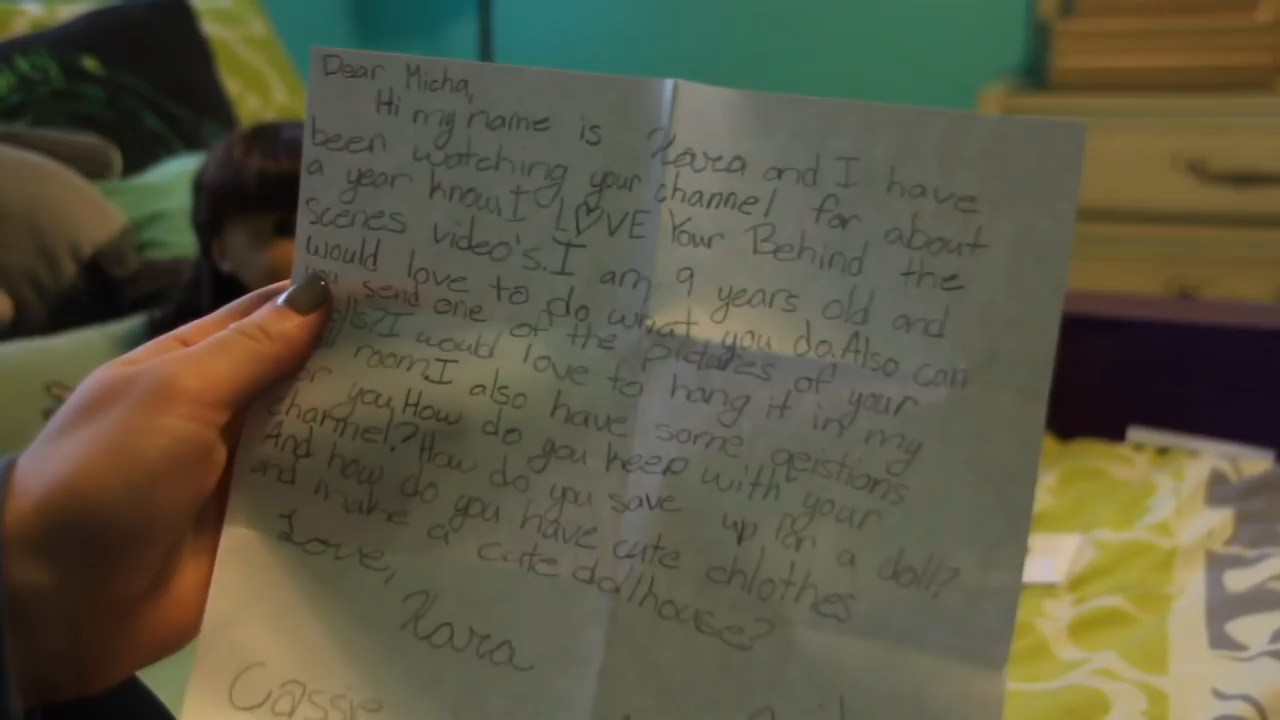 Dear Micha,
Hi my name is Kara and I have
been watching your channel for about
a year know,I LOVE Your Behind the
scenes video's.I am 9 years old and
would love to do what you do.Also can
you send one of the pictures of your
I would love to hang it in my
room.I also have some qeistions
you.How do you keep with your
channel? How do you save up for a doll?
And how do you have cute chlothes
and make a cute dollhouse?
Love,
Kara
Cassie